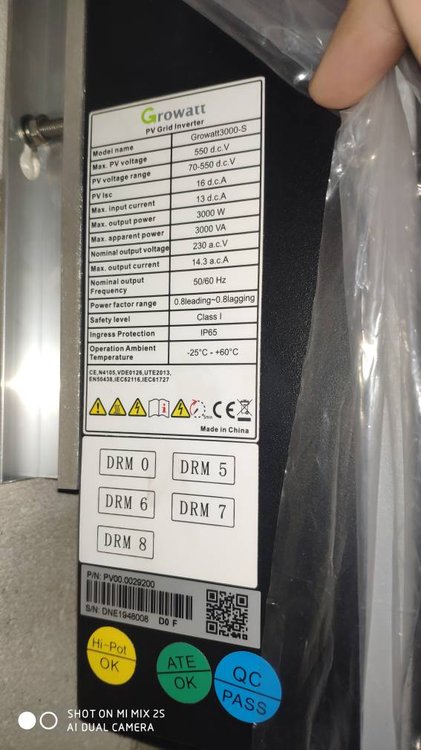 Growatt
PV Grid Inverter
Model name Growatt3000-S
Max. PV voltage 550 d.c.V
PV voltage range 70-550 d.c.V
PV Isc 16 d.c.A
Max. input current 13 d.c.A
Max. output power 3000 W
Max. apparent power 3000 VA
Nominal output voltage 230 a.c.V
Max. output current 14.3 a.c.A
Nominal output
Frequency 50/60 Hz
Power factor range 0.8leading~0.8lagging
Safety level Class I
Ingress Protection IP65
Operation Ambient
Temperature -25°C - +60°C
CE,N4105,VDE0126,UTE2013,
EN50438,IEC62116,IEC61727
5min
CE
Made in China
DRM 0 DRM 5
DRM 6 DRM 7
DRM 8
P/N: PV00.0029200
S/N: DNE1948008 D0 F
Hi-Pot
OK
ATE
OK
QC
PASS
SHOT ON MI MIX 2S
AI DUAL CAMERA